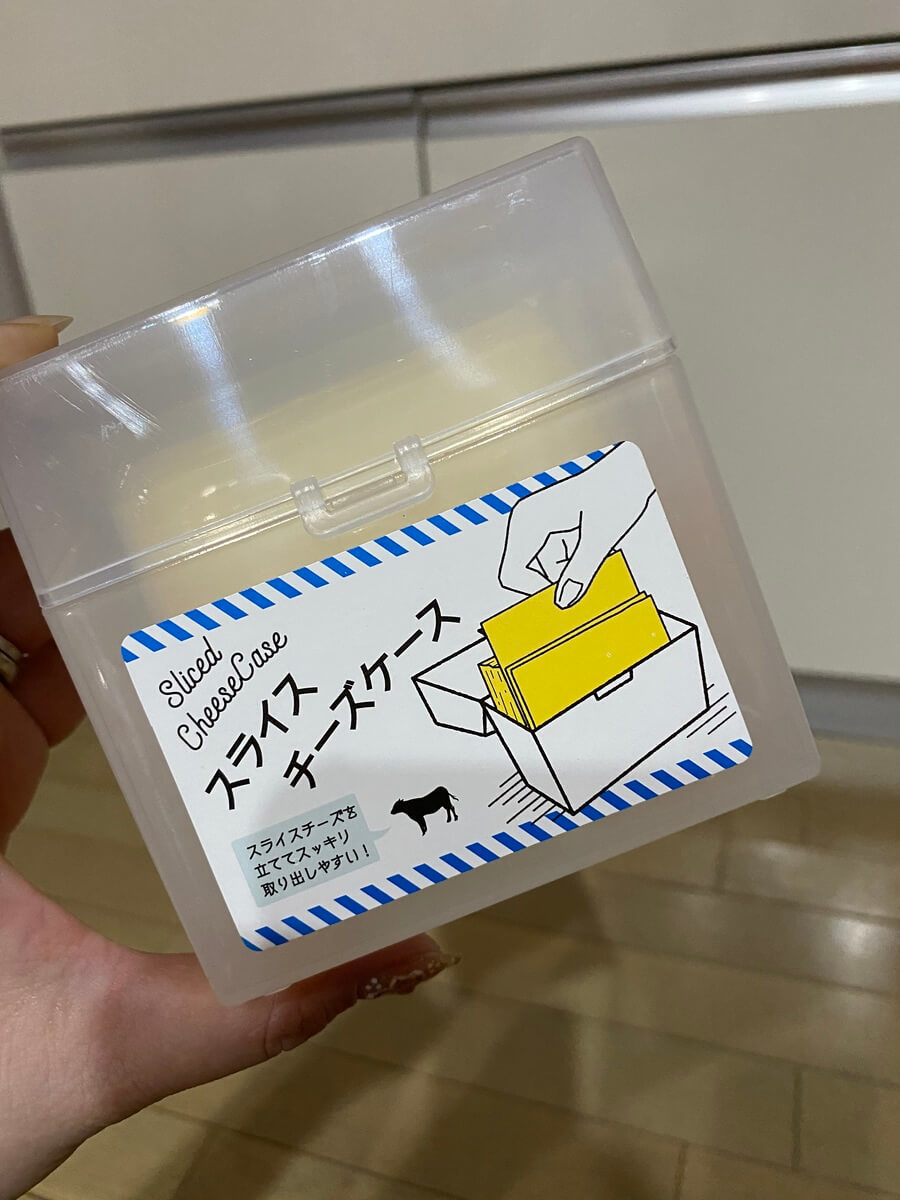 Sliced
CheeseCase
スライス
チーズケース
スライスチーズを
立ててスッキリ
取り出しやすい!